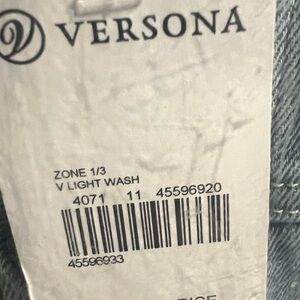 VERSONA
ZONE 1/3
V LIGHT WASH
4071 11 45596920
45596933